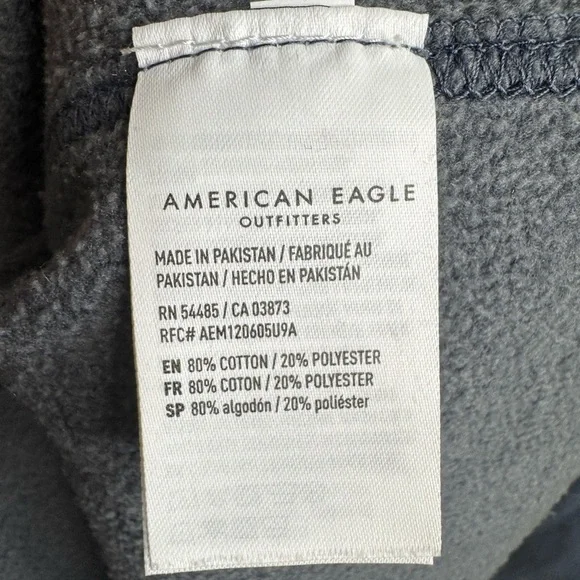 AMERICAN EAGLE
OUTFITTERS
MADE IN PAKISTAN / FABRIQUÉ AU
PAKISTAN / HECHO EN PAKISTÁN
RN 54485 / CA 03873
RFC# AEM120605U9A
EN 80% COTTON / 20% POLYESTER
FR 80% COTON / 20% POLYESTER
SP 80% algodón / 20% poliéster